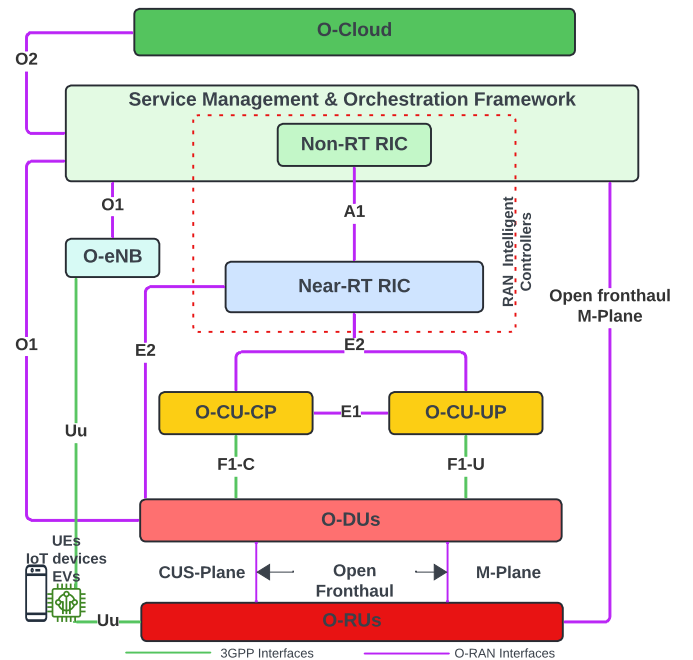 O-Cloud
O2
Service Management & Orchestration Framework
Non-RT RIC
O1
A1
RAN Intelligent
Controllers
O-eNB
Near-RT RIC
Open fronthaul
M-Plane
O1
E2
E2
O-CU-CP
E1
O-CU-UP
Uu
F1-C
F1-U
O-DUs
UEs
IoT devices
EVs
CUS-Plane
Open
Fronthaul
M-Plane
Uu
O-RUs
3GPP Interfaces
O-RAN Interfaces